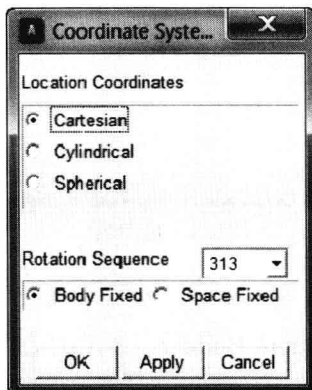 Coordinate Syste...
Location Coordinates
Cartesian
Cylindrical
Spherical
Rotation Sequence 313
Body Fixed Space Fixed
OK Apply Cancel